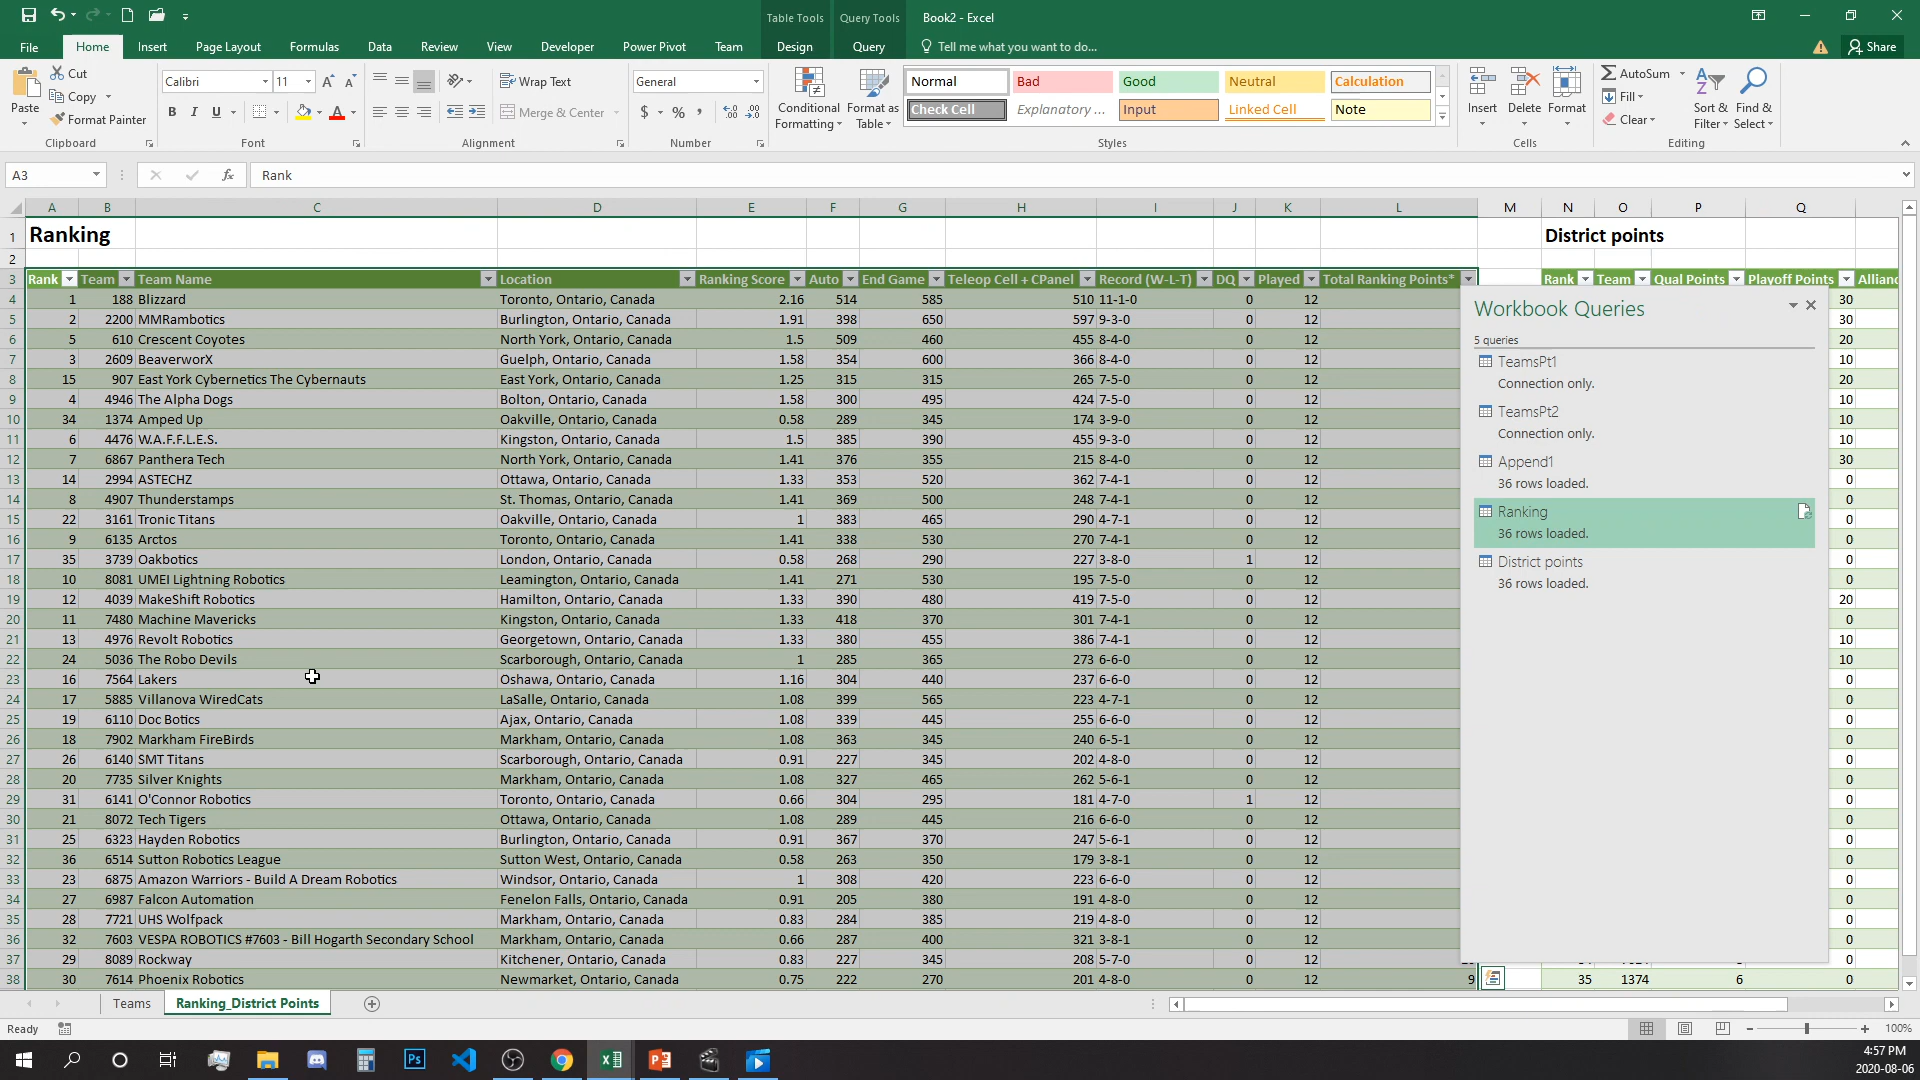 Table Tools Query Tools Book2 - Excel
File Home Insert Page Layout Formulas Data Review View Developer Power Pivot Team Design Query Tell me what you want to do... Share
Paste Cut Copy Format Painter Clipboard
Calibri 11 B I U Font
Wrap Text Merge & Center Alignment
General $ % , Number
Conditional Formatting Format as Table
Normal Bad Good Neutral Calculation
Check Cell Explanatory ... Input Linked Cell Note
Styles
Insert Delete Format Cells
AutoSum Fill Clear Sort & Filter Find & Select Editing
A3 fx Rank
A B C D E F G H I J K L M N O P Q
1 Ranking District points
2
3 Rank Team Team Name Location Ranking Score Auto End Game Teleop Cell + CPanel Record (W-L-T) DQ Played Total Ranking Points* Rank Team Qual Points Playoff Points
4 1 188 Blizzard Toronto, Ontario, Canada 2.16 514 585 510 11-1-0 0 12 30
5 2 2200 MMRambotics Burlington, Ontario, Canada 1.91 398 650 597 9-3-0 0 12 30
6 5 610 Crescent Coyotes North York, Ontario, Canada 1.5 509 460 455 8-4-0 0 12 20
7 3 2609 BeaverworX Guelph, Ontario, Canada 1.58 354 600 366 8-4-0 0 12 10
8 15 907 East York Cybernetics The Cybernauts East York, Ontario, Canada 1.25 315 315 265 7-5-0 0 12 20
9 4 4946 The Alpha Dogs Bolton, Ontario, Canada 1.58 300 495 424 7-5-0 0 12 10
10 34 1374 Amped Up Oakville, Ontario, Canada 0.58 289 345 174 3-9-0 0 12 10
11 6 4476 W.A.F.F.L.E.S. Kingston, Ontario, Canada 1.5 385 390 455 9-3-0 0 12 10
12 7 6867 Panthera Tech North York, Ontario, Canada 1.41 376 355 215 8-4-0 0 12 30
13 14 2994 ASTECHZ Ottawa, Ontario, Canada 1.33 353 520 362 7-4-1 0 12 0
14 8 4907 Thunderstamps St. Thomas, Ontario, Canada 1.41 369 500 248 7-4-1 0 12 0
15 22 3161 Tronic Titans Oakville, Ontario, Canada 1 383 465 290 4-7-1 0 12 0
16 9 6135 Arctos Toronto, Ontario, Canada 1.41 338 530 270 7-4-1 0 12 0
17 35 3739 Oakbotics London, Ontario, Canada 0.58 268 290 227 3-8-0 1 12 0
18 10 8081 UMEI Lightning Robotics Leamington, Ontario, Canada 1.41 271 530 195 7-5-0 0 12 0
19 12 4039 MakeShift Robotics Hamilton, Ontario, Canada 1.33 390 480 419 7-5-0 0 12 20
20 11 7480 Machine Mavericks Kingston, Ontario, Canada 1.33 418 370 301 7-4-1 0 12 0
21 13 4976 Revolt Robotics Georgetown, Ontario, Canada 1.33 380 455 386 7-4-1 0 12 10
22 24 5036 The Robo Devils Scarborough, Ontario, Canada 1 285 365 273 6-6-0 0 12 10
23 16 7564 Lakers Oshawa, Ontario, Canada 1.16 304 440 237 6-6-0 0 12 0
24 17 5885 Villanova WiredCats LaSalle, Ontario, Canada 1.08 399 565 223 4-7-1 0 12 0
25 19 6110 Doc Botics Ajax, Ontario, Canada 1.08 339 445 255 6-6-0 0 12 0
26 18 7902 Markham FireBirds Markham, Ontario, Canada 1.08 363 345 240 6-5-1 0 12 0
27 26 6140 SMT Titans Scarborough, Ontario, Canada 0.91 227 345 202 4-8-0 0 12 0
28 20 7735 Silver Knights Markham, Ontario, Canada 1.08 327 465 262 5-6-1 0 12 0
29 31 6141 O'Connor Robotics Toronto, Ontario, Canada 0.66 304 295 181 4-7-0 1 12 0
30 21 8072 Tech Tigers Ottawa, Ontario, Canada 1.08 289 445 216 6-6-0 0 12 0
31 25 6323 Hayden Robotics Burlington, Ontario, Canada 0.91 367 370 247 5-6-1 0 12 0
32 36 6514 Sutton Robotics League Sutton West, Ontario, Canada 0.58 263 350 179 3-8-1 0 12 0
33 23 6875 Amazon Warriors - Build A Dream Robotics Windsor, Ontario, Canada 1 308 420 223 6-6-0 0 12 0
34 27 6987 Falcon Automation Fenelon Falls, Ontario, Canada 0.91 205 380 191 4-8-0 0 12 0
35 28 7721 UHS Wolfpack Markham, Ontario, Canada 0.83 284 385 219 4-8-0 0 12 0
36 32 7603 VESPA ROBOTICS #7603 - Bill Hogarth Secondary School Markham, Ontario, Canada 0.66 287 400 321 3-8-1 0 12 0
37 29 8089 Rockway Kitchener, Ontario, Canada 0.83 227 345 208 5-7-0 0 12 0
38 30 7614 Phoenix Robotics Newmarket, Ontario, Canada 0.75 222 270 201 4-8-0 0 12 9 35 1374 6 0
Workbook Queries
5 queries
TeamsPt1
Connection only.
TeamsPt2
Connection only.
Append1
36 rows loaded.
Ranking
36 rows loaded.
District points
36 rows loaded.
Teams Ranking_District Points
Ready 100%
4:57 PM
2020-08-06